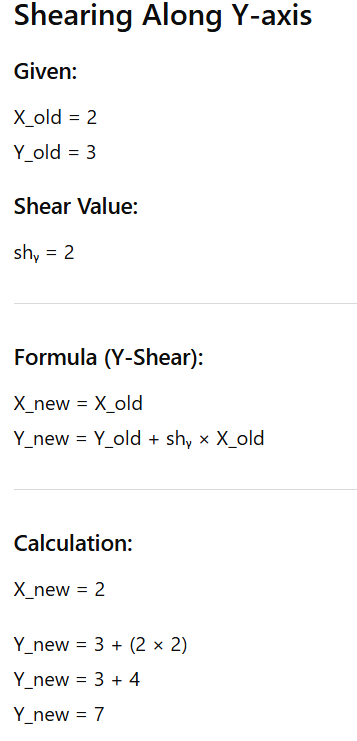 Shearing Along Y-axis
Given:
X_old = 2
Y_old = 3
Shear Value:
shᵧ = 2
Formula (Y-Shear):
X_new = X_old
Y_new = Y_old + shᵧ × X_old
Calculation:
X_new = 2
Y_new = 3 + (2 × 2)
Y_new = 3 + 4
Y_new = 7